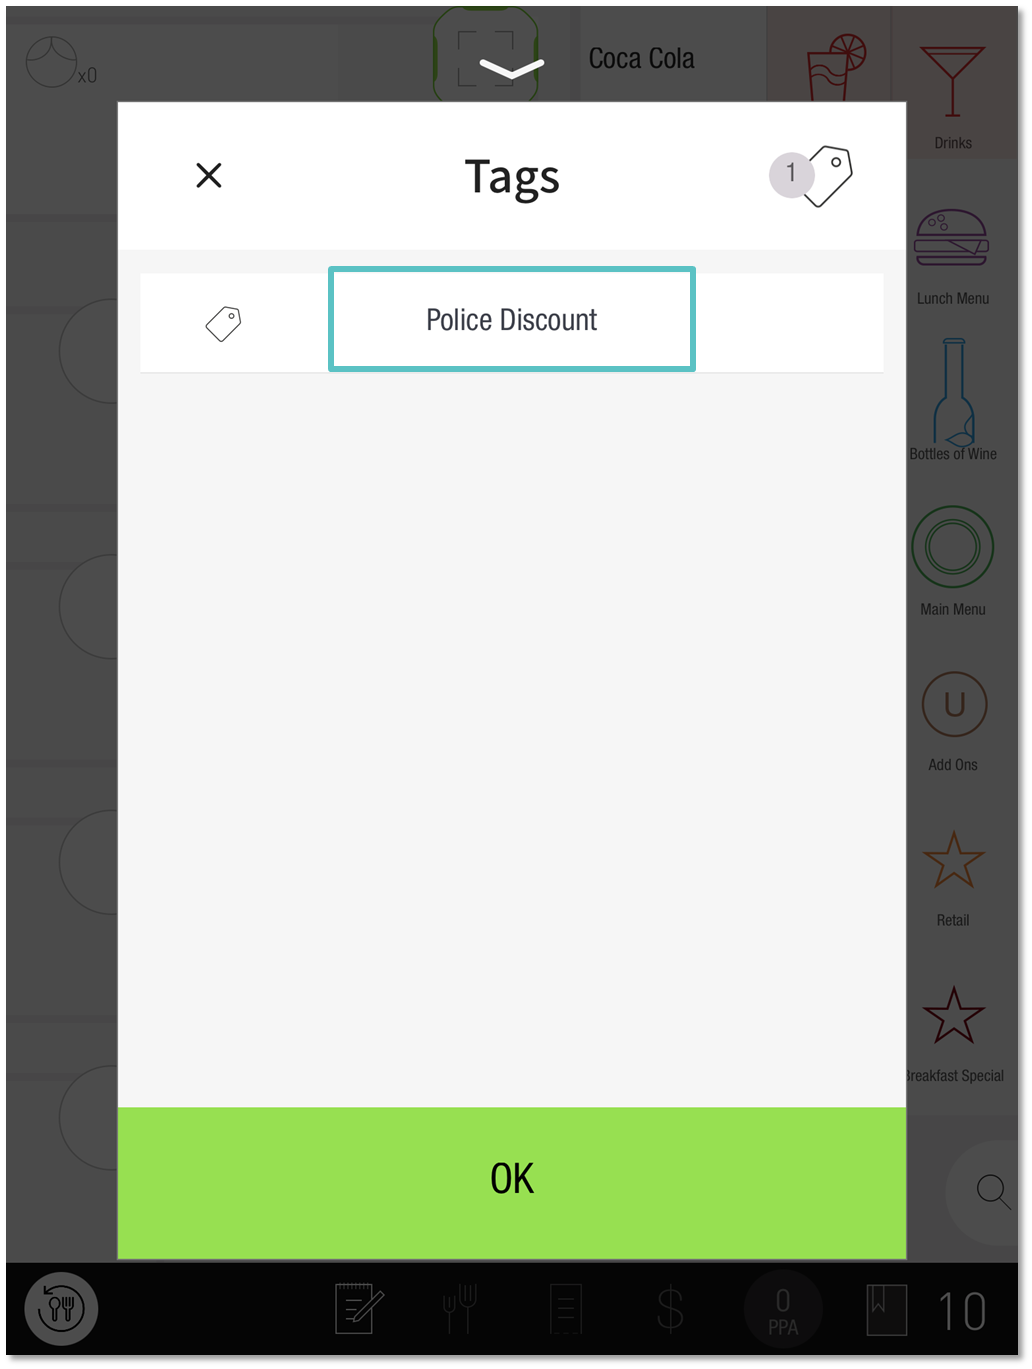 x0
Coca Cola
Drinks
Tags
1
Police Discount
Lunch Menu
Bottles of Wine
Main Menu
U
Add Ons
Retail
Breakfast Special
OK
$
0
PPA
10